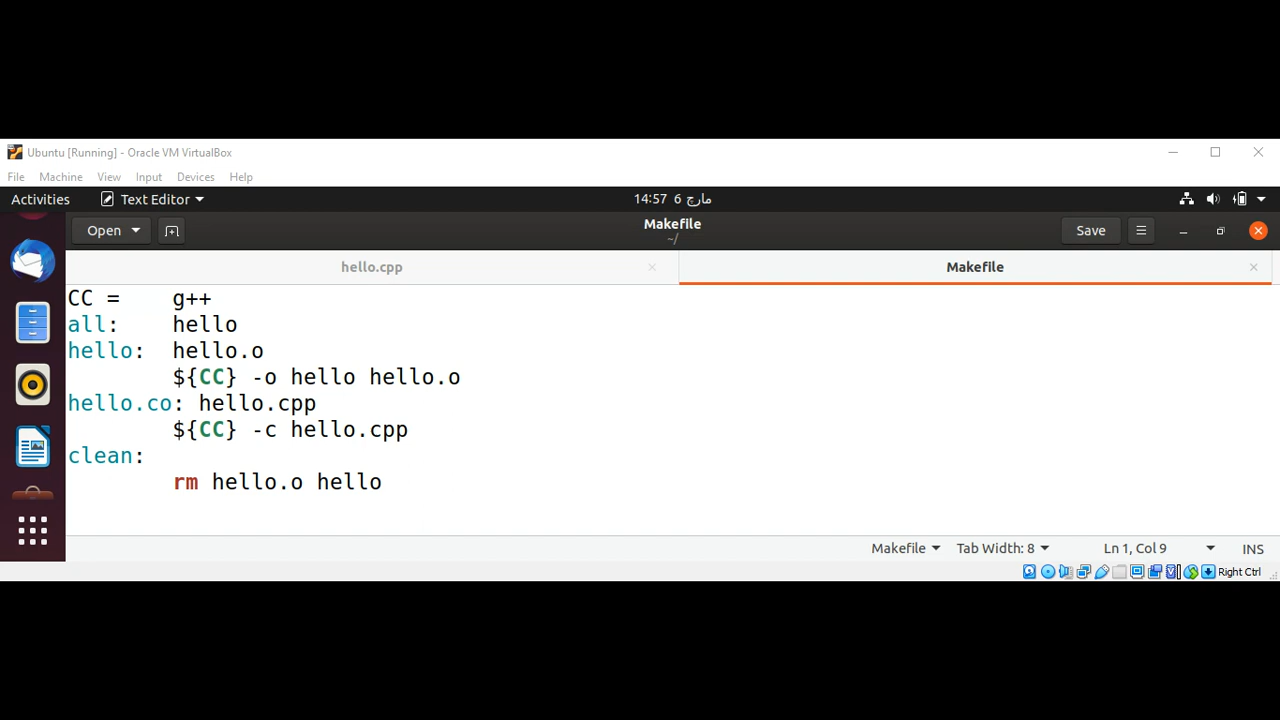 Ubuntu [Running] - Oracle VM VirtualBox
File Machine View Input Devices Help
Activities Text Editor 14:57 6 مارچ
Open Makefile Save
~/
hello.cpp Makefile
CC = g++
all: hello
hello: hello.o
${CC} -o hello hello.o
hello.co: hello.cpp
${CC} -c hello.cpp
clean:
rm hello.o hello
Makefile Tab Width: 8 Ln 1, Col 9 INS
Right Ctrl